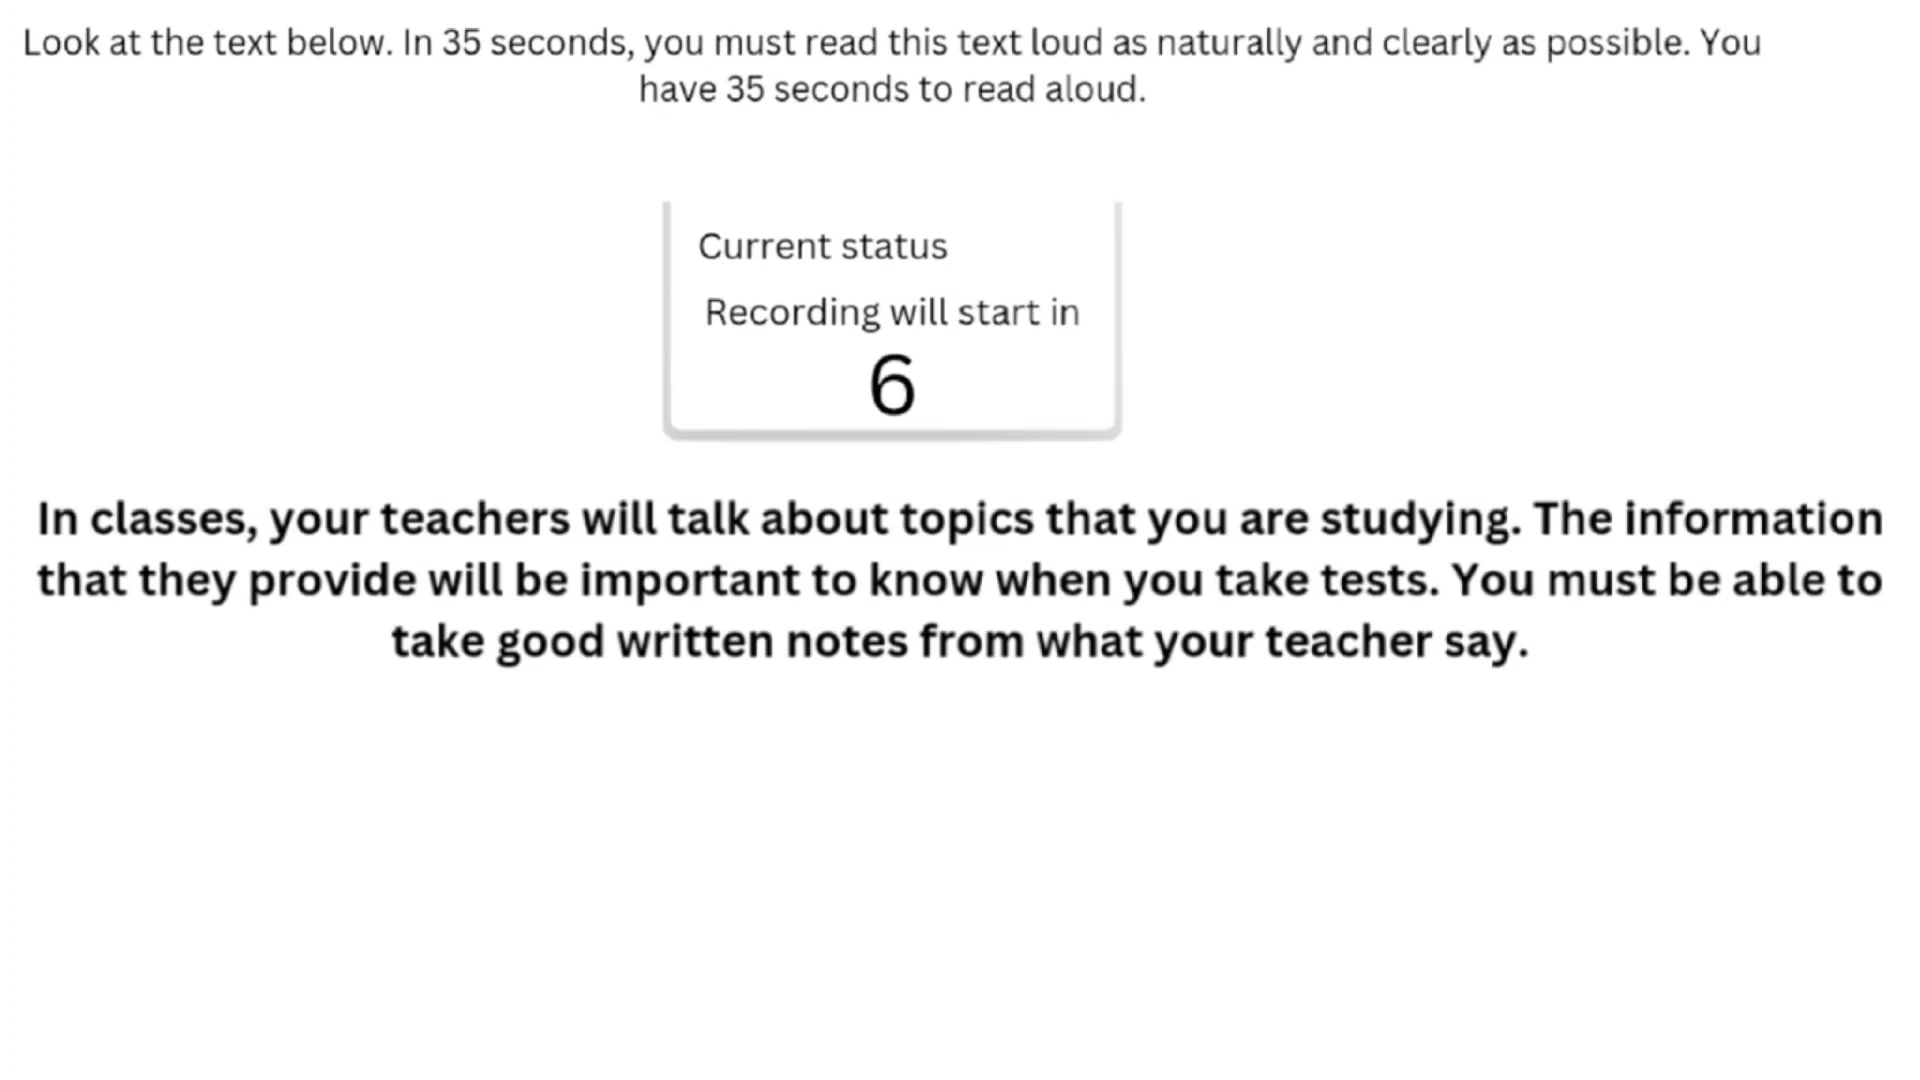 Look at the text below. In 35 seconds, you must read this text loud as naturally and clearly as possible. You
have 35 seconds to read aloud.
Current status
Recording will start in
6
In classes, your teachers will talk about topics that you are studying. The information
that they provide will be important to know when you take tests. You must be able to
take good written notes from what your teacher say.